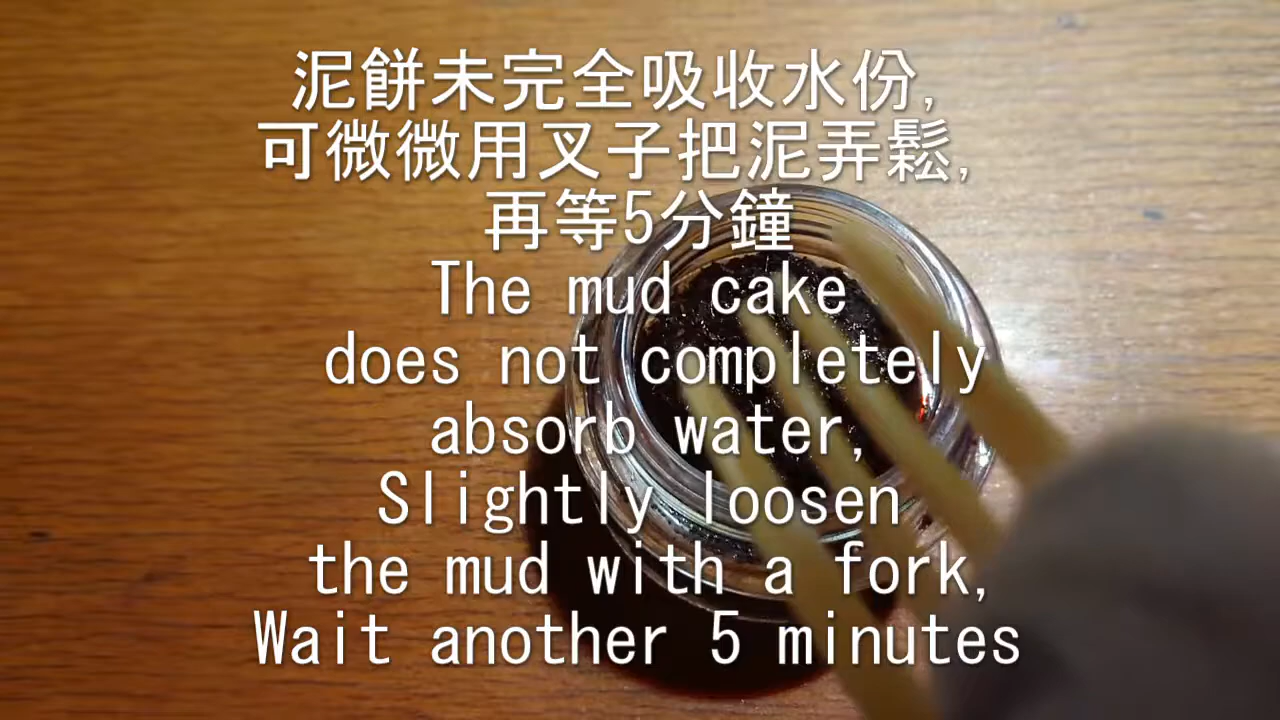 泥餅未完全吸收水份,
可微微用叉子把泥弄鬆,
再等5分鐘
The mud cake
does not completely
absorb water,
Slightly loosen
the mud with a fork,
Wait another 5 minutes